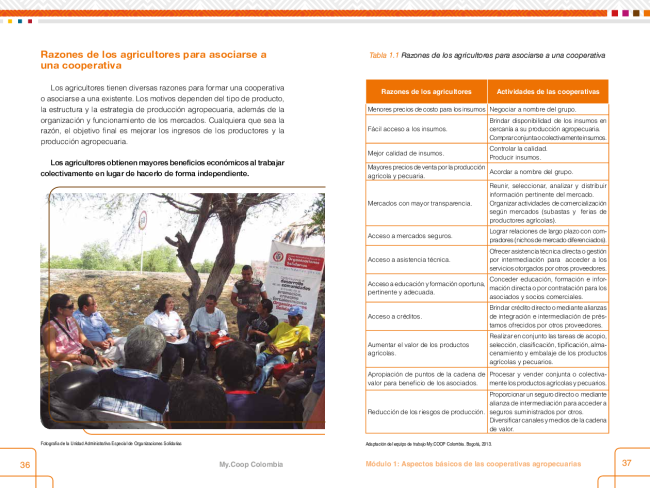 Razones de los agricultores para asociarse a
una cooperativa
Los agricultores tienen diversas razones para formar una cooperativa
o asociarse a una existente. Los motivos dependen del tipo de producto,
la estructura y la estrategia de producción agropecuaria, además de la
organización y funcionamiento de los mercados. Cualquiera que sea la
razón, el objetivo final es mejorar los ingresos de los productores y la
producción agropecuaria.
Los agricultores obtienen mayores beneficios económicos al trabajar
colectivamente en lugar de hacerlo de forma independiente.
Organizaciones
Solidarias
Fotografía de la Unidad Administrativa Especial de Organizaciones Solidarias
36
My.Coop Colombia
Tabla 1.1 Razones de los agricultores para asociarse a una cooperativa
Razones de los agricultores
Actividades de las cooperativas
Menores precios de costo para los insumos
Negociar a nombre del grupo.
Fácil acceso a los insumos.
Brindar disponibilidad de los insumos en
cercanía a su producción agropecuaria.
Comprar conjunta o colectivamente insumos.
Mejor calidad de insumos.
Controlar la calidad.
Producir insumos.
Mayores precios de venta por la producción
agrícola y pecuaria.
Acordar a nombre del grupo.
Mercados con mayor transparencia.
Reunir, seleccionar, analizar y distribuir
información pertinente del mercado.
Organizar actividades de comercialización
según mercados (subastas y ferias de
productores agrícolas).
Acceso a mercados seguros.
Lograr relaciones de largo plazo con com-
pradores (nichos de mercado diferenciados).
Acceso a asistencia técnica.
Ofrecer asistencia técnica directa o gestión
por intermediación para acceder a los
servicios otorgados por otros proveedores.
Acceso a educación y formación oportuna,
pertinente y adecuada.
Conceder educación, formación e infor-
mación directa o por contratación para los
asociados y socios comerciales.
Acceso a créditos.
Brindar crédito directo o mediante alianzas
de integración e intermediación de prés-
tamos ofrecidos por otros proveedores.
Aumentar el valor de los productos
agrícolas.
Realizar en conjunto las tareas de acopio,
selección, clasificación, tipificación, alma-
cenamiento y embalaje de los productos
agrícolas y pecuarios.
Apropiación de puntos de la cadena de
valor para beneficio de los asociados.
Procesar y vender conjunta o colectiva-
mente los productos agrícolas y pecuarios.
Reducción de los riesgos de producción.
Proporcionar un seguro directo o mediante
alianza de intermediación para acceder a
seguros suministrados por otros.
Diversificar canales y medios de la cadena
de valor.
Adaptación del equipo de trabajo My.COOP Colombia. Bogotá, 2013.
Módulo 1: Aspectos básicos de las cooperativas agropecuarias
37